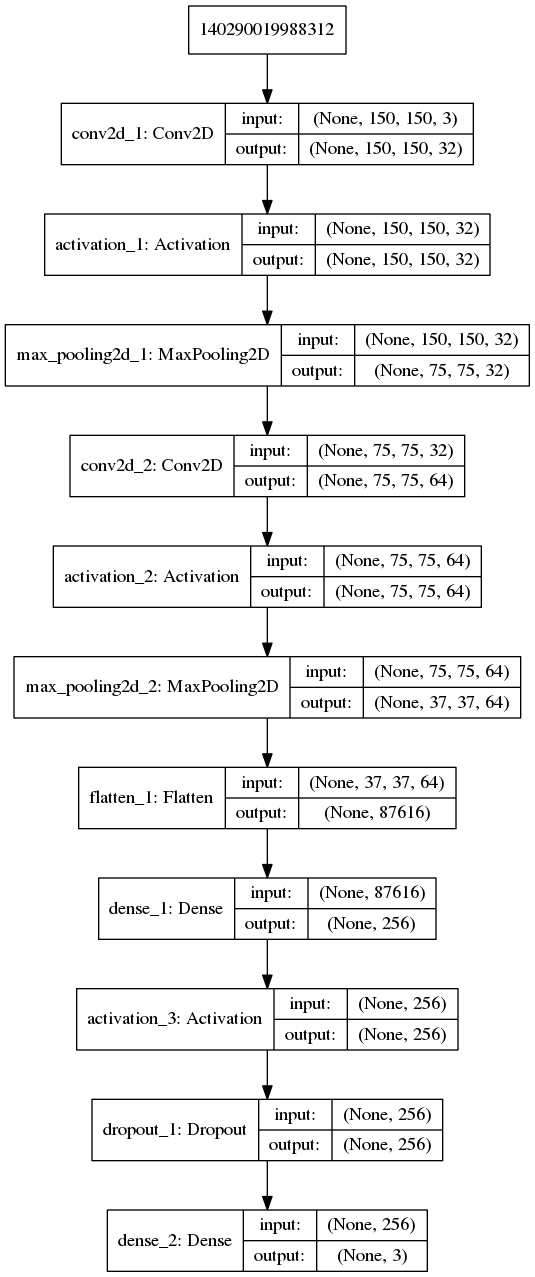 140290019988312
conv2d_1: Conv2D
input:
(None, 150, 150, 3)
output:
(None, 150, 150, 32)
activation_1: Activation
input:
(None, 150, 150, 32)
output:
(None, 150, 150, 32)
max_pooling2d_1: MaxPooling2D
input:
(None, 150, 150, 32)
output:
(None, 75, 75, 32)
conv2d_2: Conv2D
input:
(None, 75, 75, 32)
output:
(None, 75, 75, 64)
activation_2: Activation
input:
(None, 75, 75, 64)
output:
(None, 75, 75, 64)
max_pooling2d_2: MaxPooling2D
input:
(None, 75, 75, 64)
output:
(None, 37, 37, 64)
flatten_1: Flatten
input:
(None, 37, 37, 64)
output:
(None, 87616)
dense_1: Dense
input:
(None, 87616)
output:
(None, 256)
activation_3: Activation
input:
(None, 256)
output:
(None, 256)
dropout_1: Dropout
input:
(None, 256)
output:
(None, 256)
dense_2: Dense
input:
(None, 256)
output:
(None, 3)